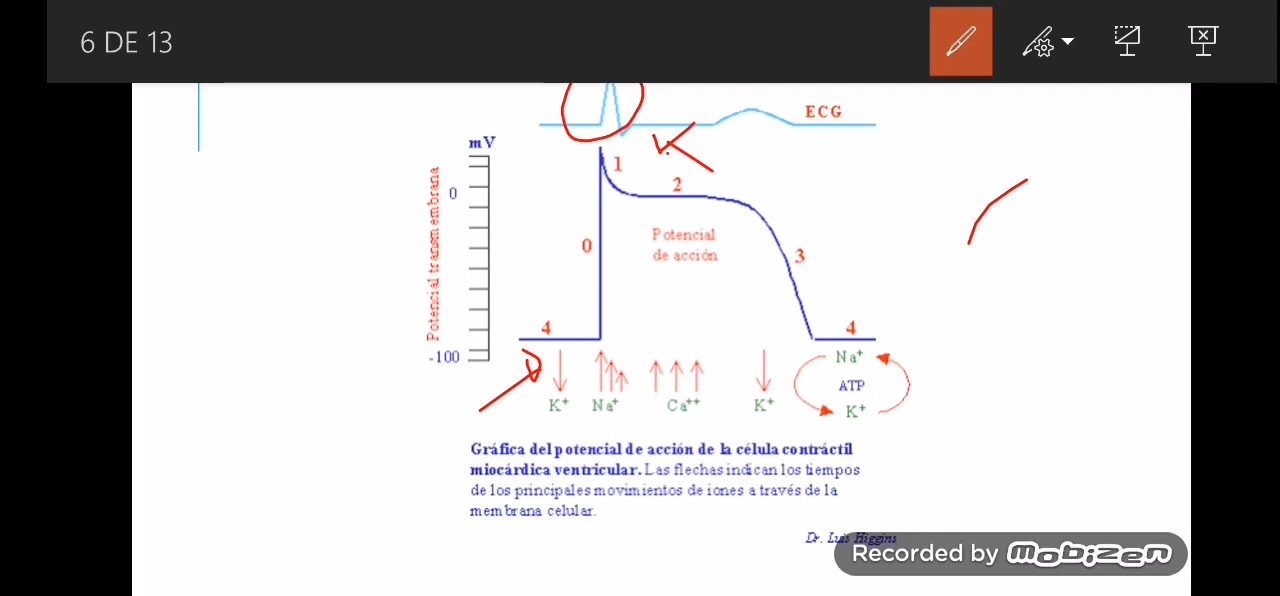 6 DE 13
ECG
mV
Potencial transmembrana
0
-100
1
2
0
Potencial
de acción
3
4
4
K+
Na+
Ca++
K+
Na+
ATP
K+
Gráfica del potencial de acción de la célula contráctil
miocárdica ventricular. Las flechas indican los tiempos
de los principales movimientos de iones a través de la
membrana celular.
Dr. Luis Higgins
Recorded by mobizen